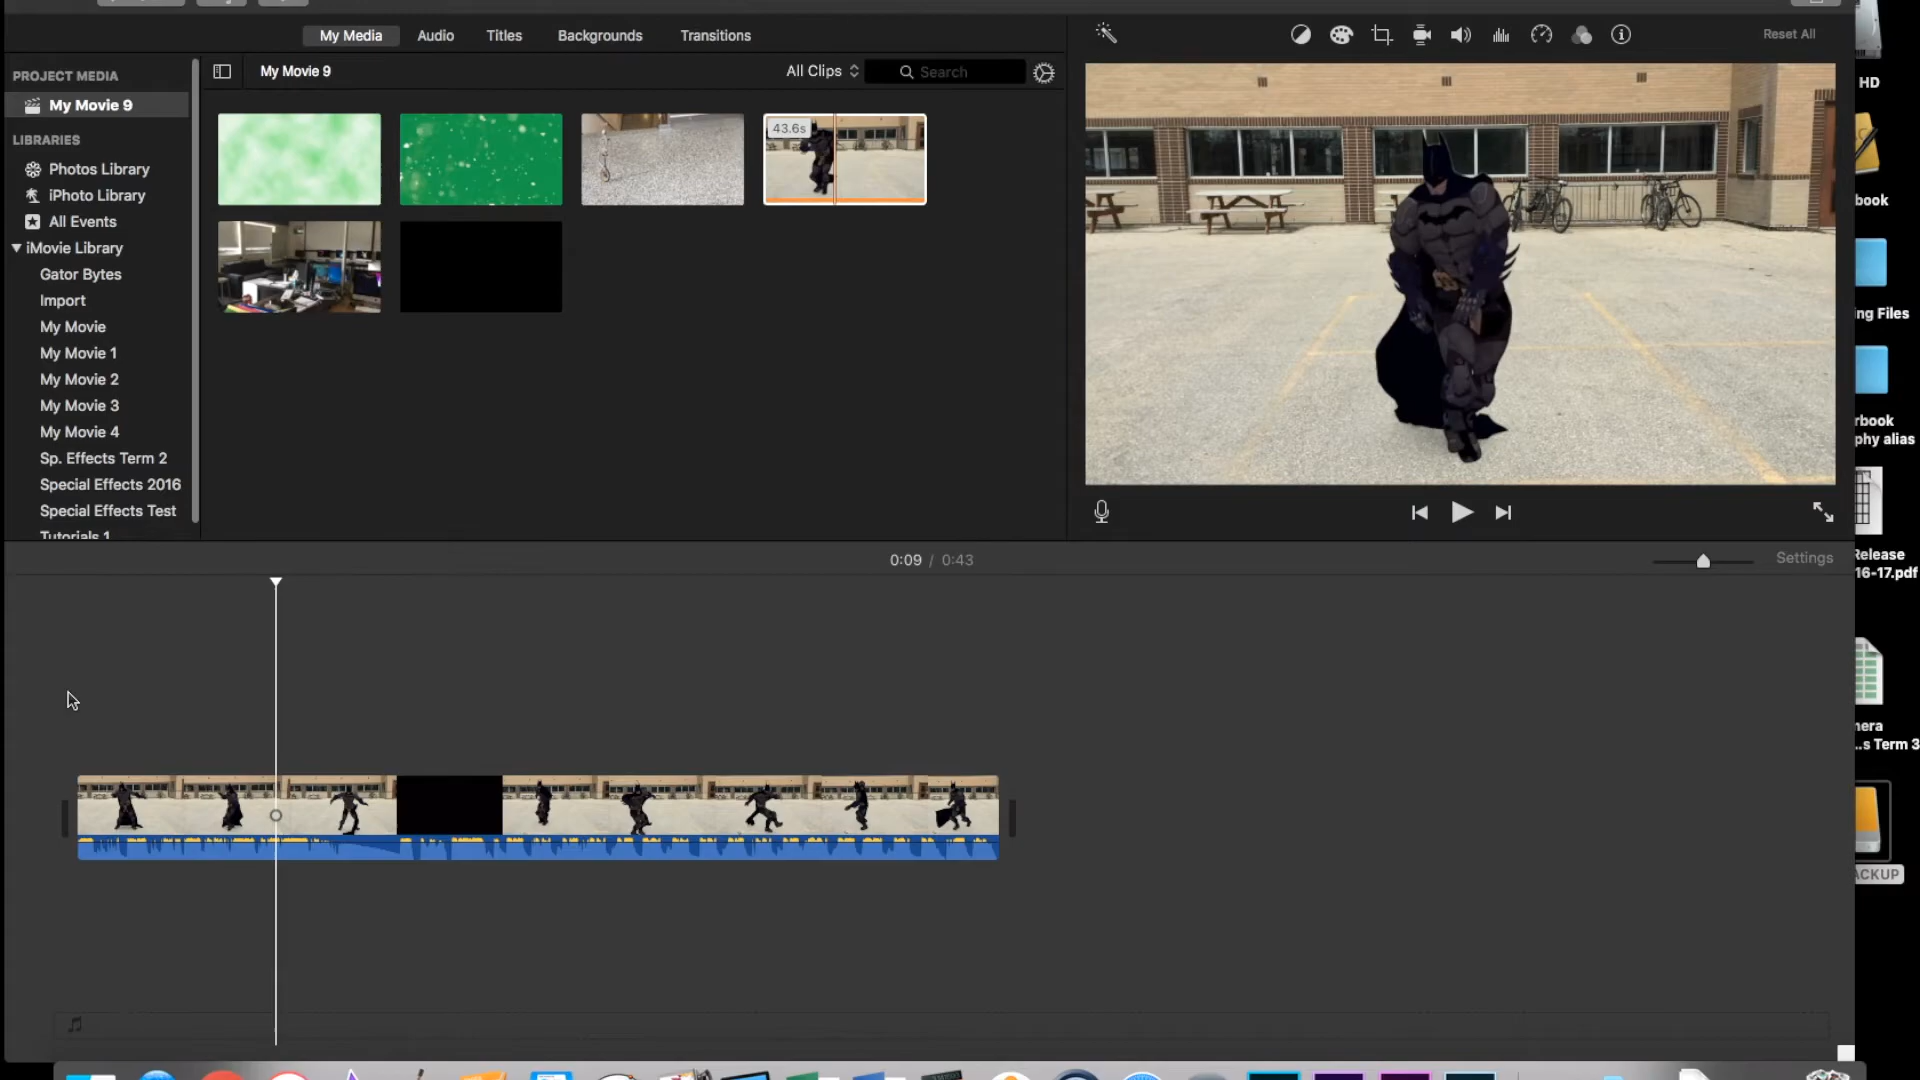 My Media Audio Titles Backgrounds Transitions
Reset All
PROJECT MEDIA
My Movie 9
All Clips
Search
My Movie 9
LIBRARIES
Photos Library
iPhoto Library
All Events
iMovie Library
Gator Bytes
Import
My Movie
My Movie 1
My Movie 2
My Movie 3
My Movie 4
Sp. Effects Term 2
Special Effects 2016
Special Effects Test
Tutorials 1
43.6s
0:09 / 0:43
Settings
HD
book
ing Files
rbook
phy alias
Release
16-17.pdf
mera
...s Term 3
ACKUP